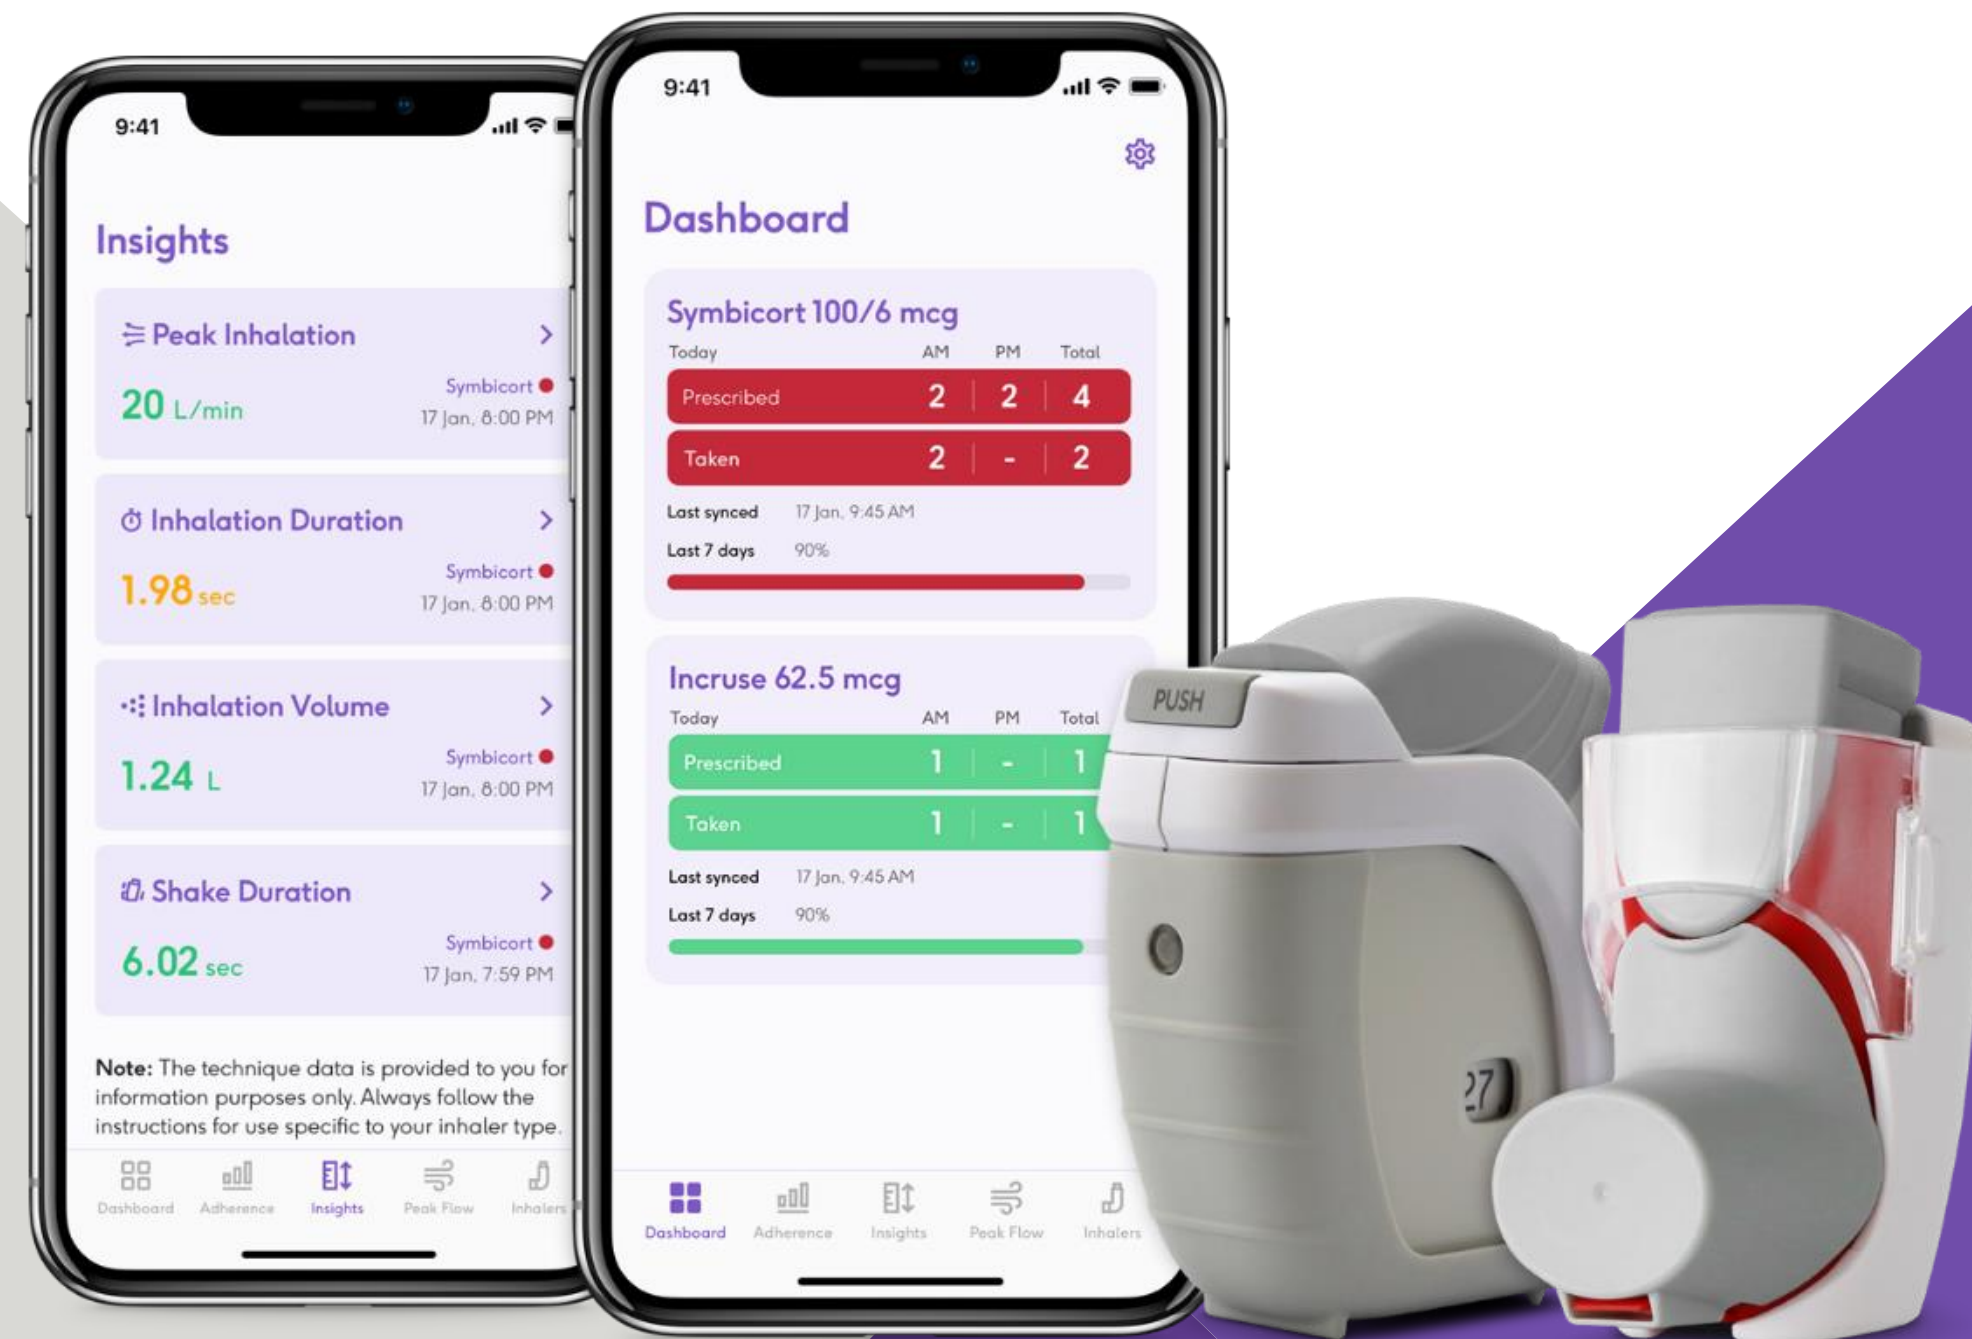 9:41
Insights
Peak Inhalation
20 L/min
Symbicort
17 Jan, 8:00 PM
Inhalation Duration
1.98 sec
Symbicort
17 Jan, 8:00 PM
Inhalation Volume
1.24 L
Symbicort
17 Jan, 8:00 PM
Shake Duration
6.02 sec
Symbicort
17 Jan, 7:59 PM
Note: The technique data is provided to you for
information purposes only. Always follow the
instructions for use specific to your inhaler type.
Dashboard Adherence Insights Peak Flow Inhalers
9:41
Dashboard
Symbicort 100/6 mcg
Today AM PM Total
Prescribed 2 2 4
Taken 2 - 2
Last synced 17 Jan, 9:45 AM
Last 7 days 90%
Incruse 62.5 mcg
Today AM PM Total
Prescribed 1 - 1
Taken 1 - 1
Last synced 17 Jan, 9:45 AM
Last 7 days 90%
Dashboard Adherence Insights Peak Flow Inhalers
PUSH
27